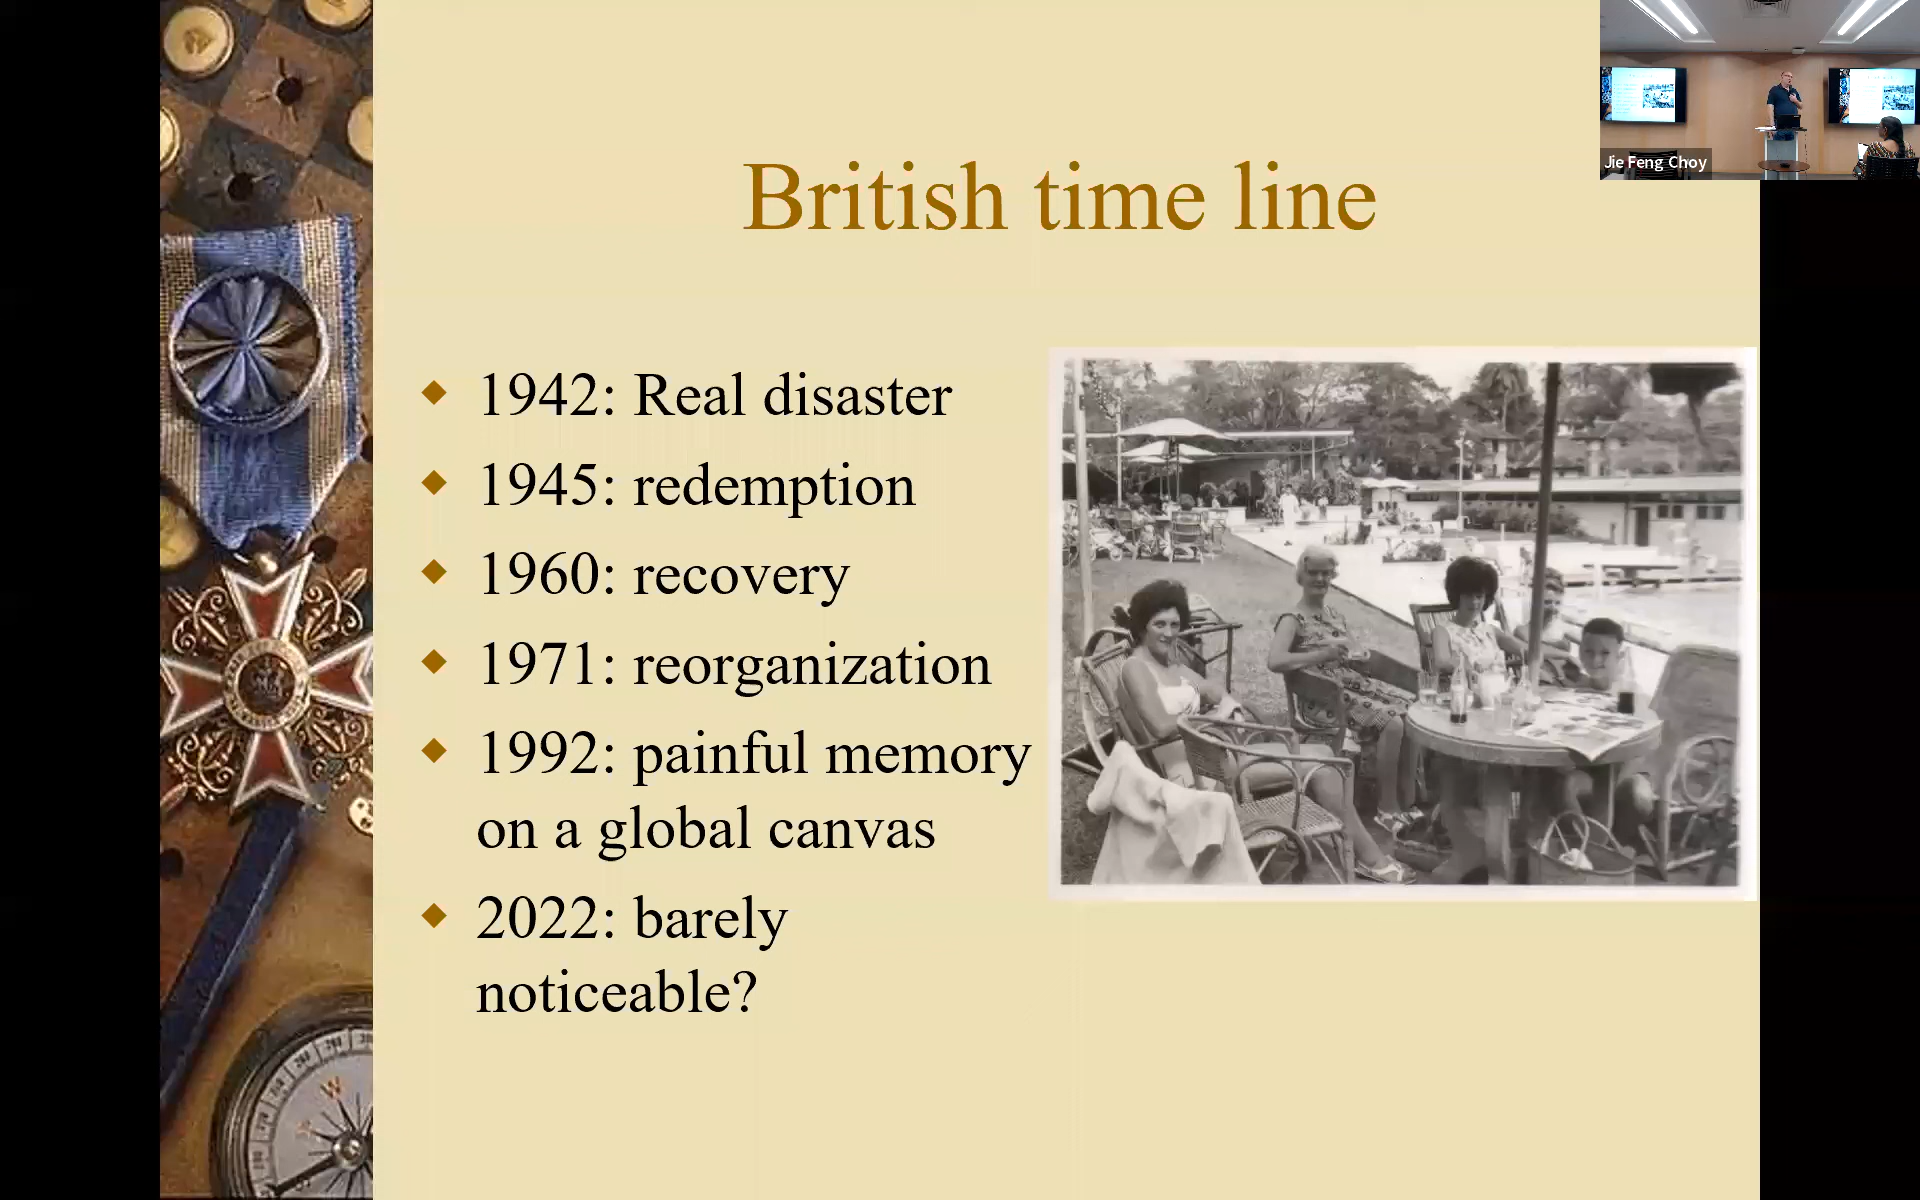 Jie Feng Choy
British time line
1942: Real disaster
1945: redemption
1960: recovery
1971: reorganization
1992: painful memory
on a global canvas
2022: barely
noticeable?
W